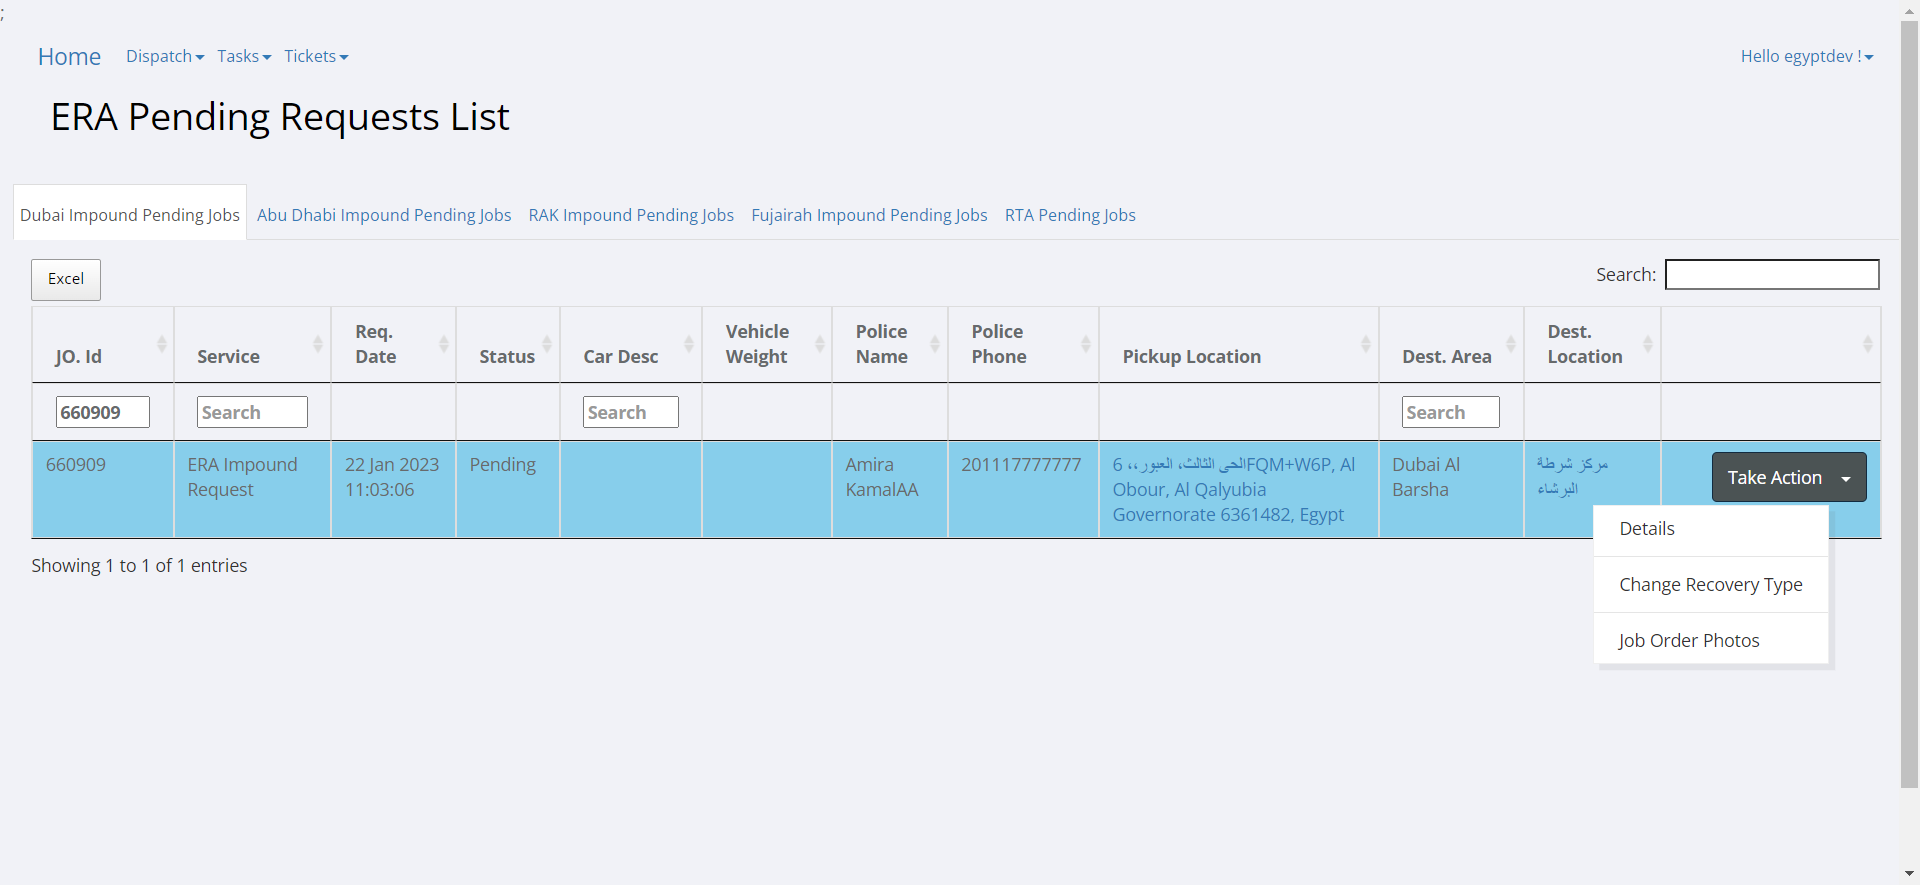 ;
Home Dispatch Tasks Tickets Hello egyptdev !
ERA Pending Requests List
Dubai Impound Pending Jobs Abu Dhabi Impound Pending Jobs RAK Impound Pending Jobs Fujairah Impound Pending Jobs RTA Pending Jobs
Excel Search:
JO. Id Service Req. Date Status Car Desc Vehicle Weight Police Name Police Phone Pickup Location Dest. Area Dest. Location
660909 Search Search Search
660909
ERA Impound
Request
22 Jan 2023
11:03:06
Pending
Amira
KamalAA
201117777777
6 الحى الثالث، العبور،،FQM+W6P, Al
Obour, Al Qalyubia
Governorate 6361482, Egypt
Dubai Al
Barsha
مركز شرطة
البرشاء
Take Action
Details
Change Recovery Type
Job Order Photos
Showing 1 to 1 of 1 entries